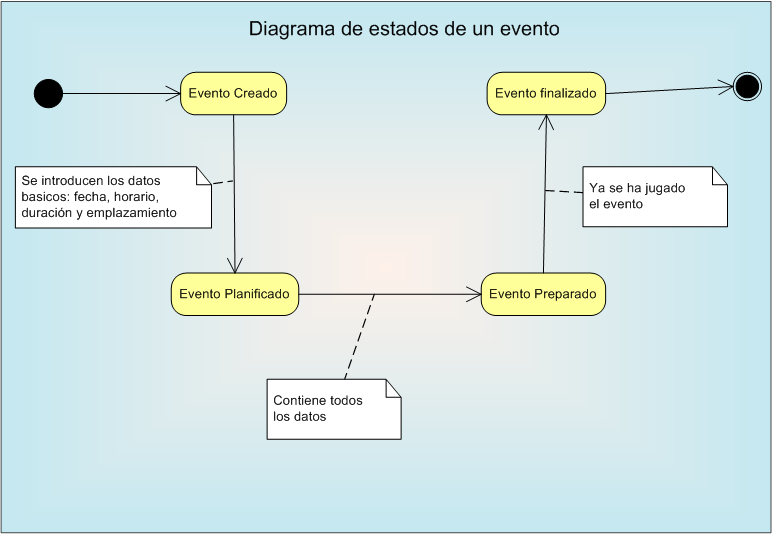 Diagrama de estados de un evento
Evento Creado
Evento finalizado
Se introducen los datos
basicos: fecha, horario,
duración y emplazamiento
Ya se ha jugado
el evento
Evento Planificado
Evento Preparado
Contiene todos
los datos